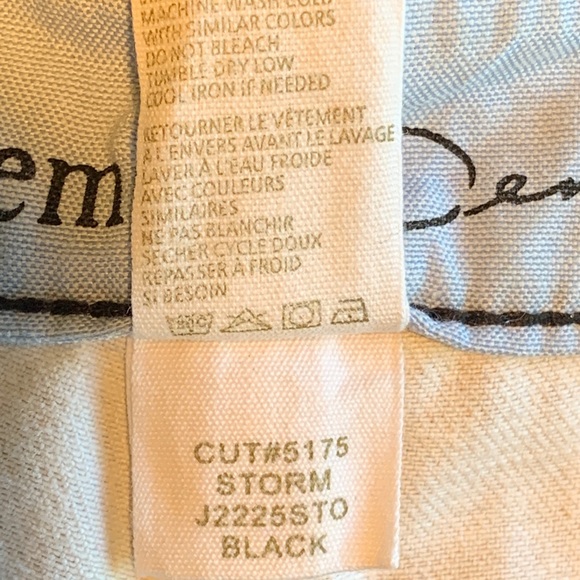 MACHINE WASH COLD
WITH SIMILAR COLORS
DO NOT BLEACH
TUMBLE DRY LOW
COOL IRON IF NEEDED
RETOURNER LE VÊTEMENT
À L'ENVERS AVANT LE LAVAGE
LAVER À L'EAU FROIDE
AVEC COULEURS
SIMILAIRES
NE PAS BLANCHIR
SÉCHER CYCLE DOUX
REPASSER À FROID
SI BESOIN
em
Den
CUT#5175
STORM
J2225STO
BLACK